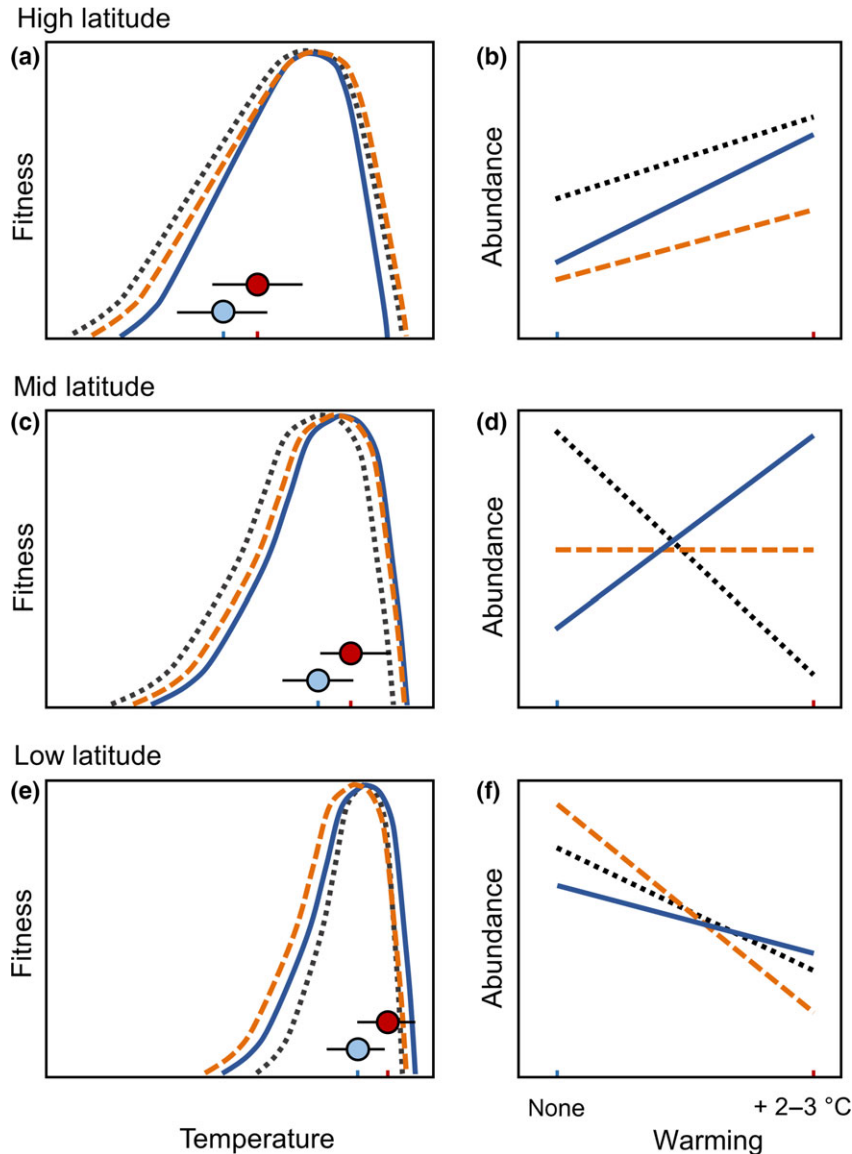 High latitude
(a)
Fitness
(b)
Abundance
Mid latitude
(c)
Fitness
(d)
Abundance
Low latitude
(e)
Fitness
(f)
Abundance
None
+ 2–3 °C
Temperature
Warming